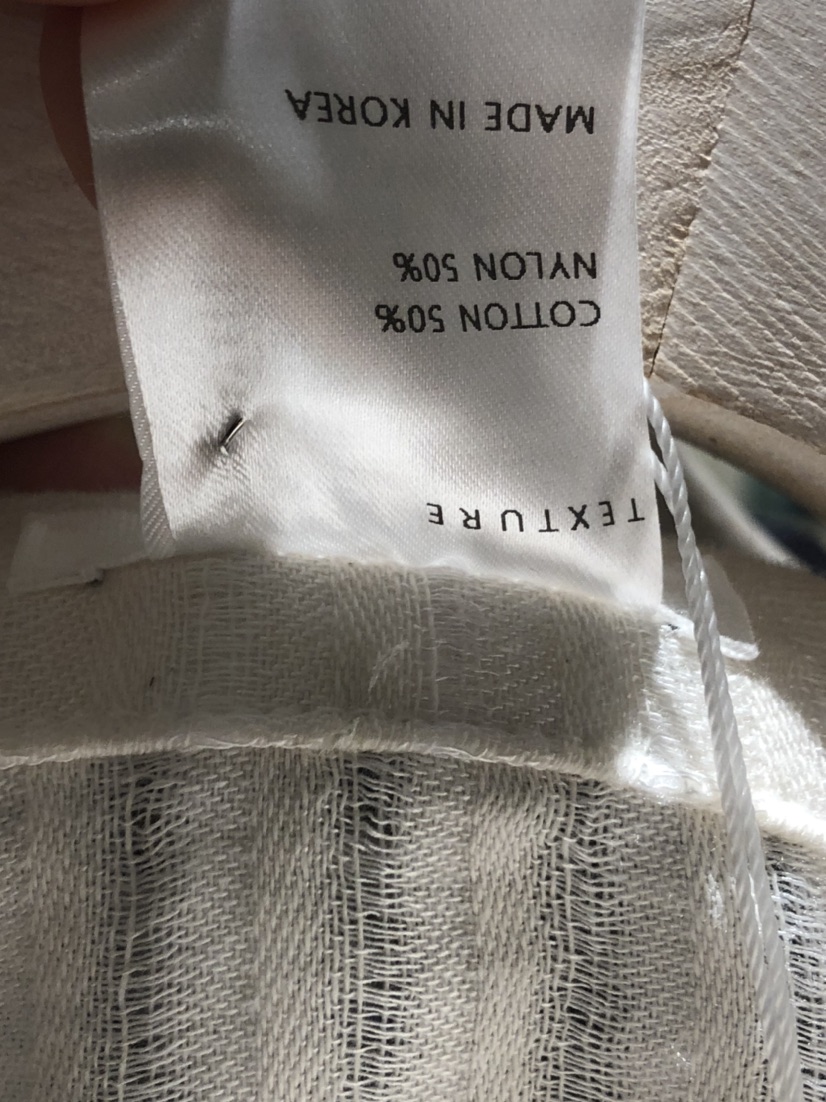 TEXTURE
COTTON 50%
NYLON 50%
MADE IN KOREA